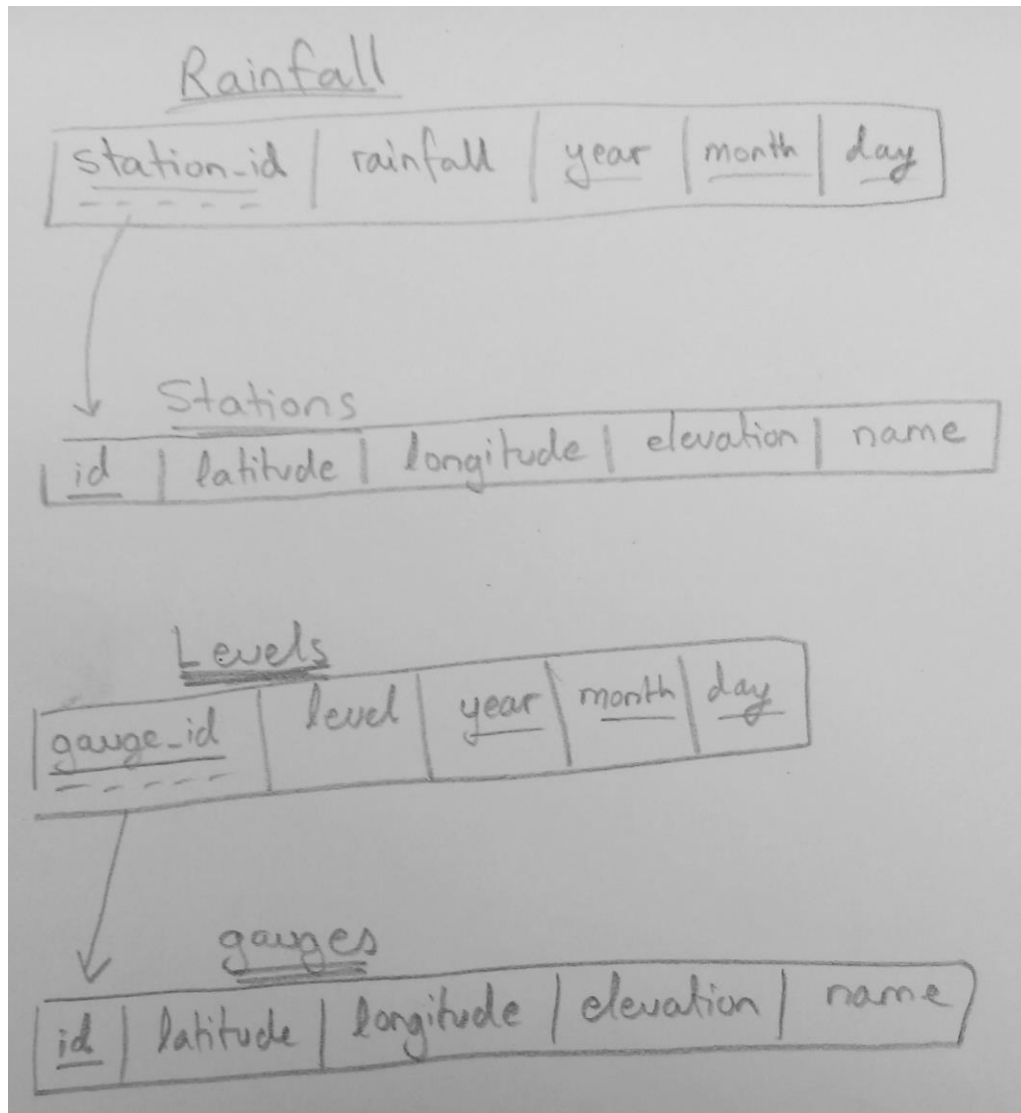 Rainfall
station_id rainfall year month day
Stations
id latitude longitude elevation name
Levels
gauge_id level year month day
gauges
id latitude longitude elevation name